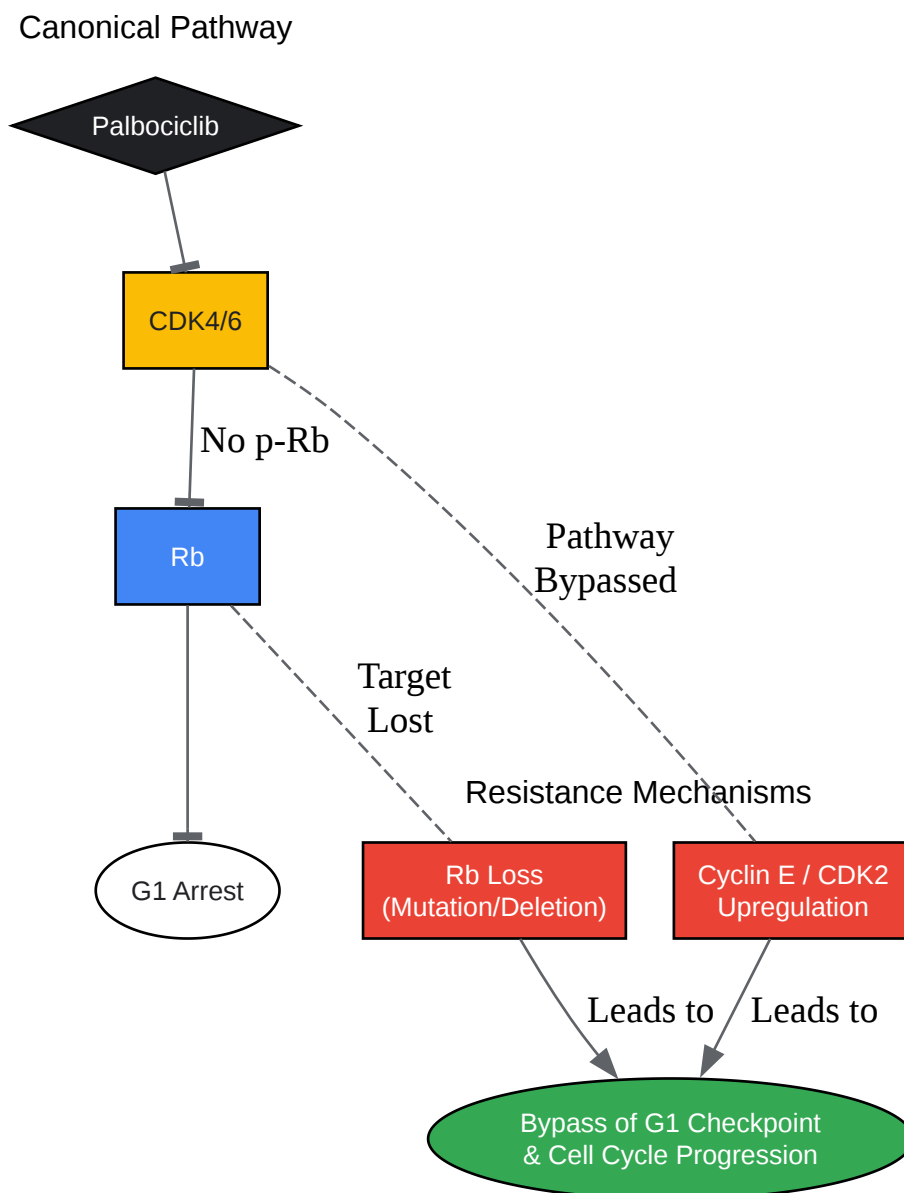 Canonical Pathway
Palbociclib
CDK4/6
No p-Rb
Rb
Pathway
Bypassed
Target
Lost
Resistance Mechanisms
G1 Arrest
Rb Loss
(Mutation/Deletion)
Cyclin E / CDK2
Upregulation
Leads to
Leads to
Bypass of G1 Checkpoint
& Cell Cycle Progression